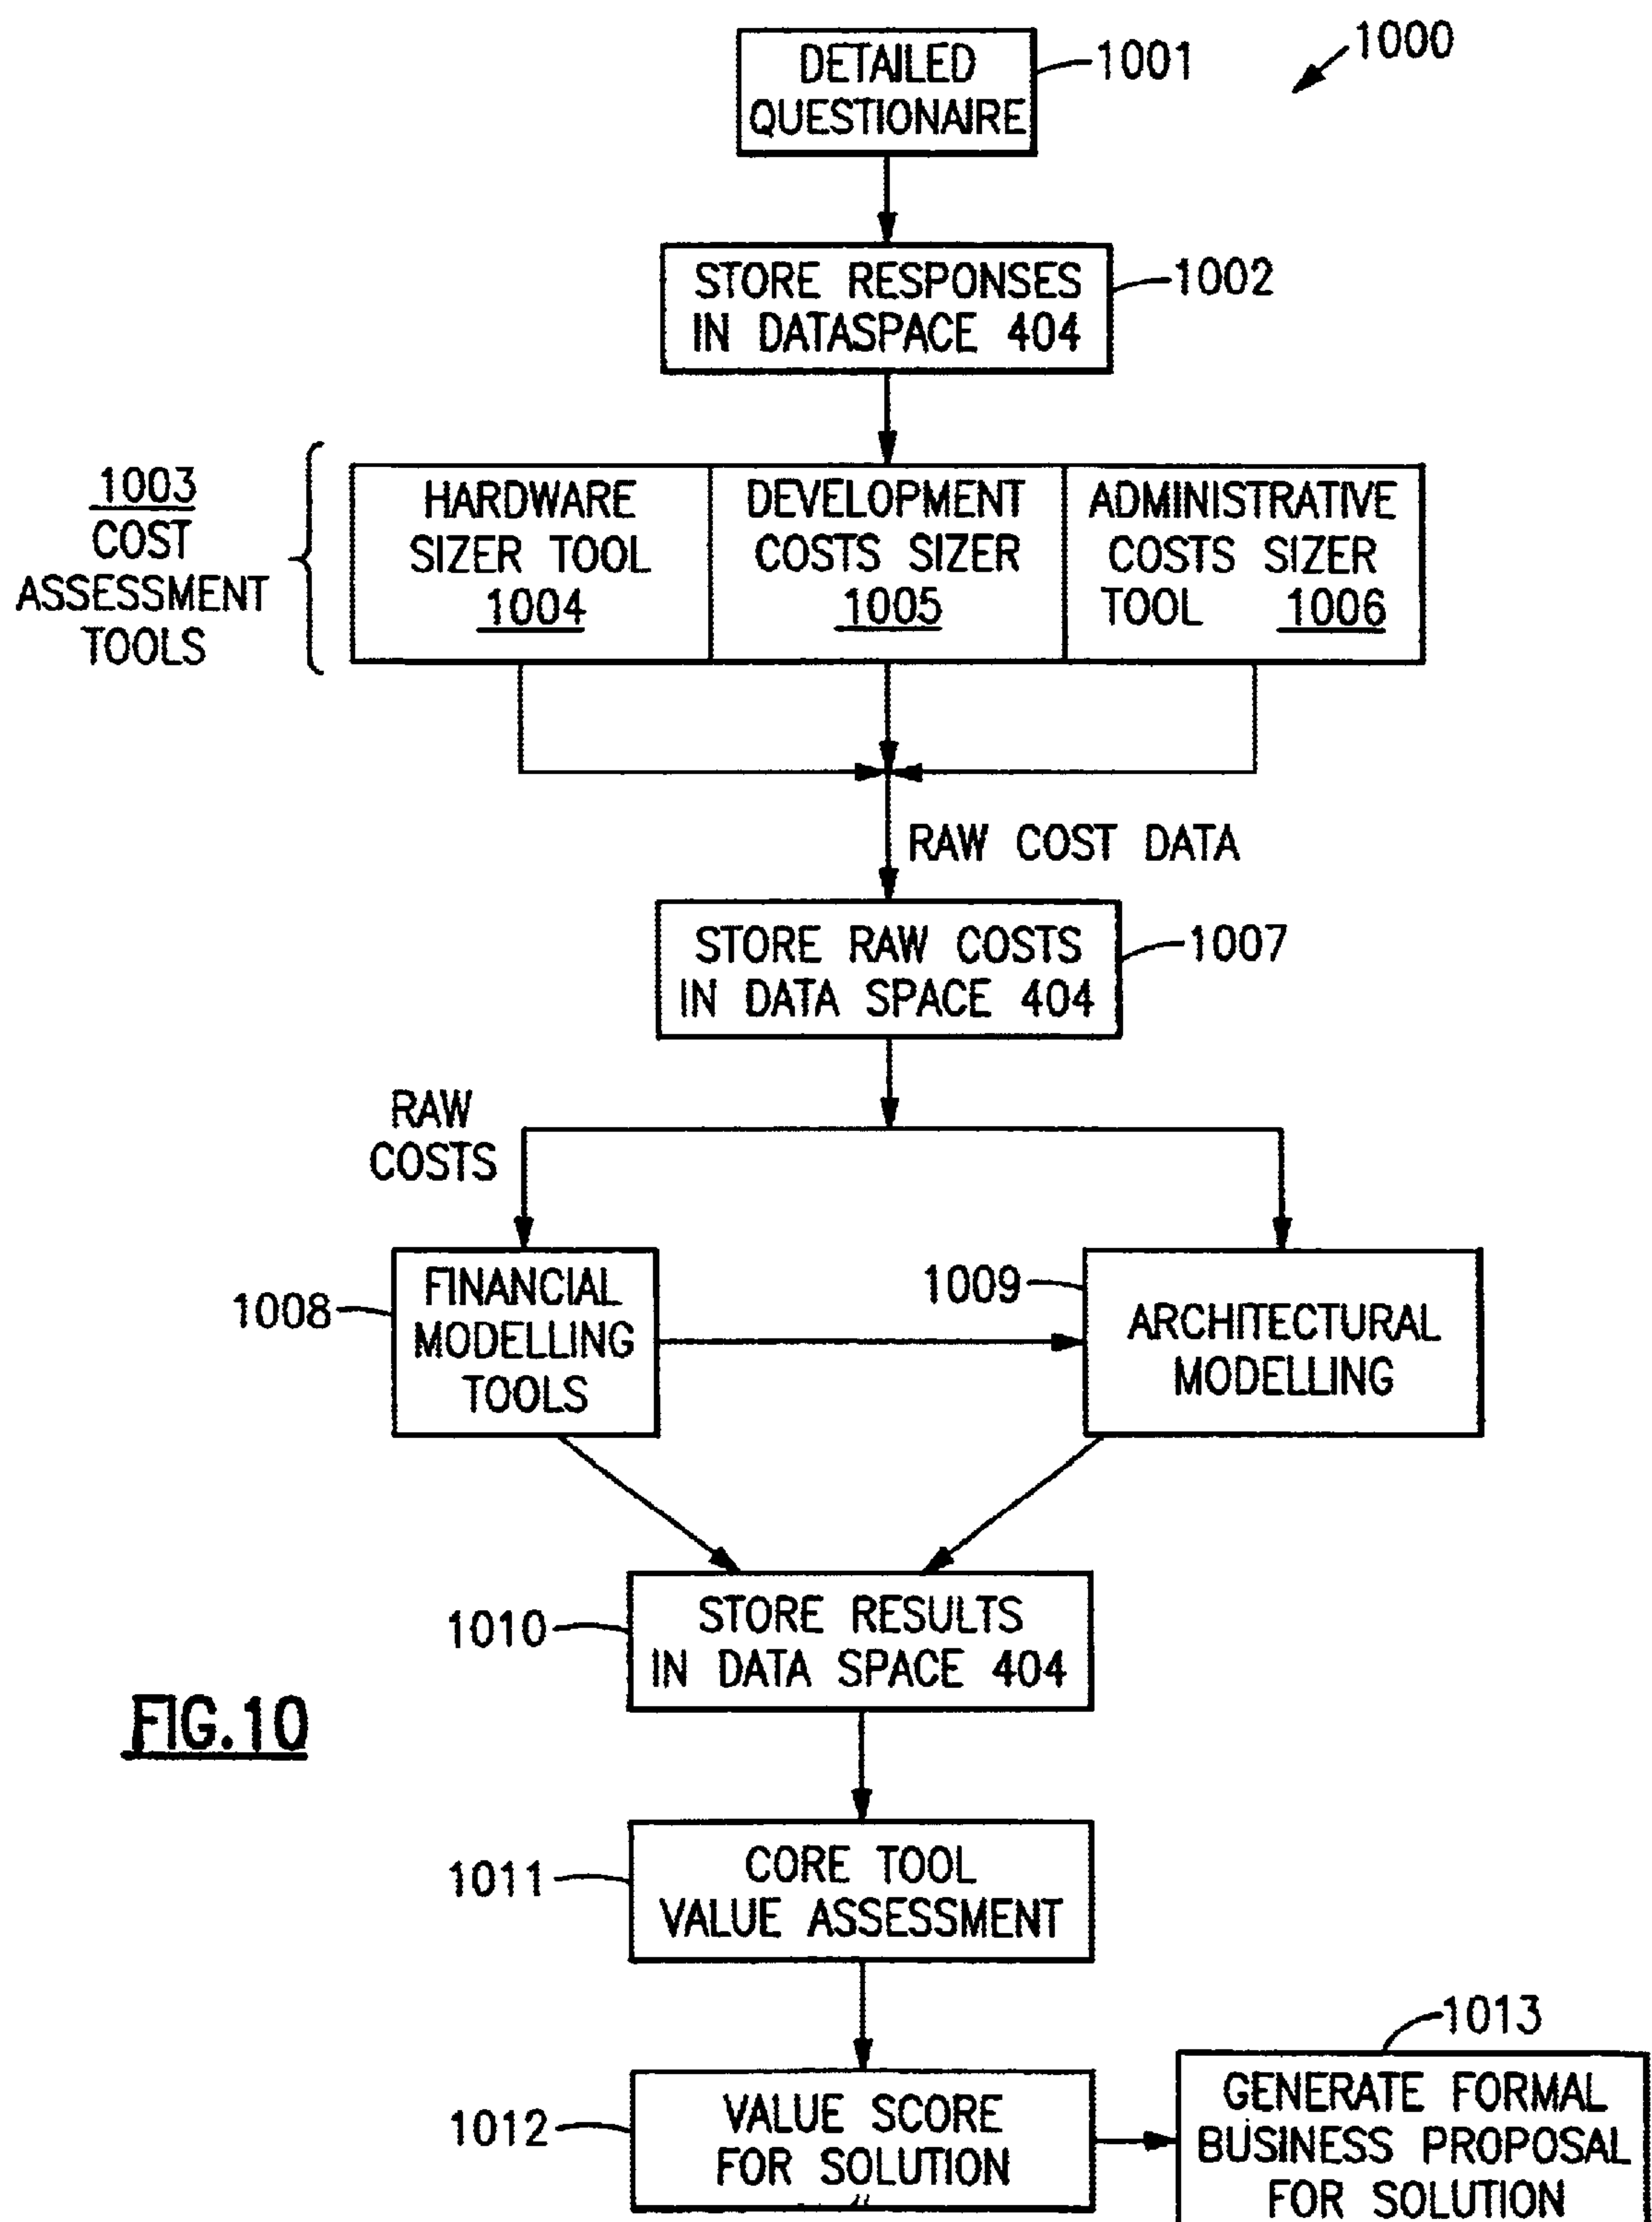 1000
DETAILED
QUESTIONAIRE
1001
STORE RESPONSES
IN DATASPACE 404
1002
1003
COST
ASSESSMENT
TOOLS
HARDWARE
SIZER TOOL
1004
DEVELOPMENT
COSTS SIZER
1005
ADMINISTRATIVE
COSTS SIZER
TOOL 1006
RAW COST DATA
STORE RAW COSTS
IN DATA SPACE 404
1007
RAW
COSTS
1008
FINANCIAL
MODELLING
TOOLS
1009
ARCHITECTURAL
MODELLING
1010
STORE RESULTS
IN DATA SPACE 404
FIG.10
1011
CORE TOOL
VALUE ASSESSMENT
1012
VALUE SCORE
FOR SOLUTION
1013
GENERATE FORMAL
BUSINESS PROPOSAL
FOR SOLUTION